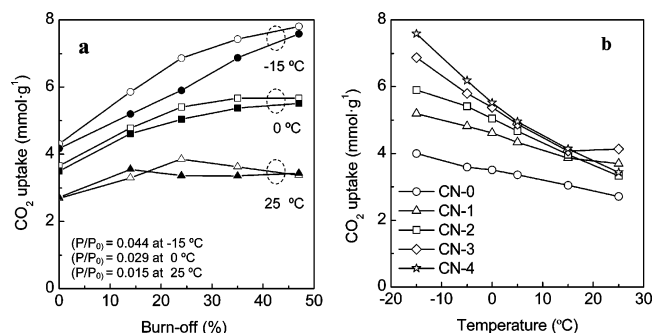 a
CO₂ uptake (mmol·g¹)
8
6
4
2
0
-15 ºC
0 ºC
25 ºC
(P/P₀) = 0.044 at -15 ºC
(P/P₀) = 0.029 at 0 ºC
(P/P₀) = 0.015 at 25 ºC
0 10 20 30 40 50
Burn-off (%)
b
CO₂ uptake (mmol·g¹)
8
6
4
2
0
CN-0
CN-1
CN-2
CN-3
CN-4
-20 -10 0 10 20 30
Temperature (ºC)